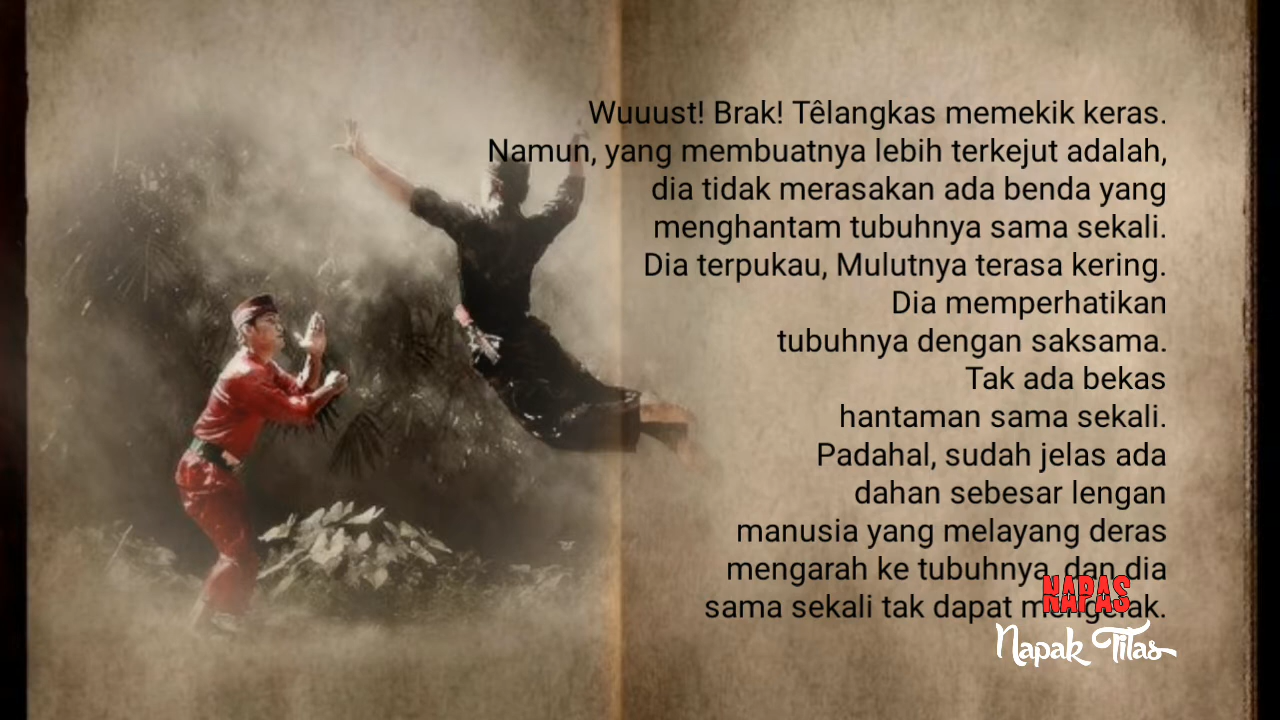 Wuuust! Brak! Têlangkas memekik keras.
Namun, yang membuatnya lebih terkejut adalah,
dia tidak merasakan ada benda yang
menghantam tubuhnya sama sekali.
Dia terpukau, Mulutnya terasa kering.
Dia memperhatikan
tubuhnya dengan saksama.
Tak ada bekas
hantaman sama sekali.
Padahal, sudah jelas ada
dahan sebesar lengan
manusia yang melayang deras
mengarah ke tubuhnya, dan dia
sama sekali tak dapat mengelak.
NAPAS
Napak Tilas